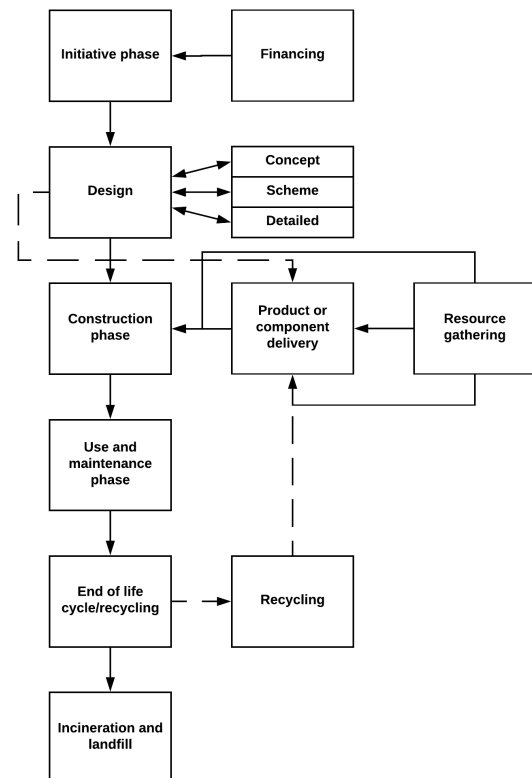 Initiative phase
Financing
Design
Concept
Scheme
Detailed
Construction
phase
Product or
component
delivery
Resource
gathering
Use and
maintenance
phase
End of life
cycle/recycling
Recycling
Incineration and
landfill